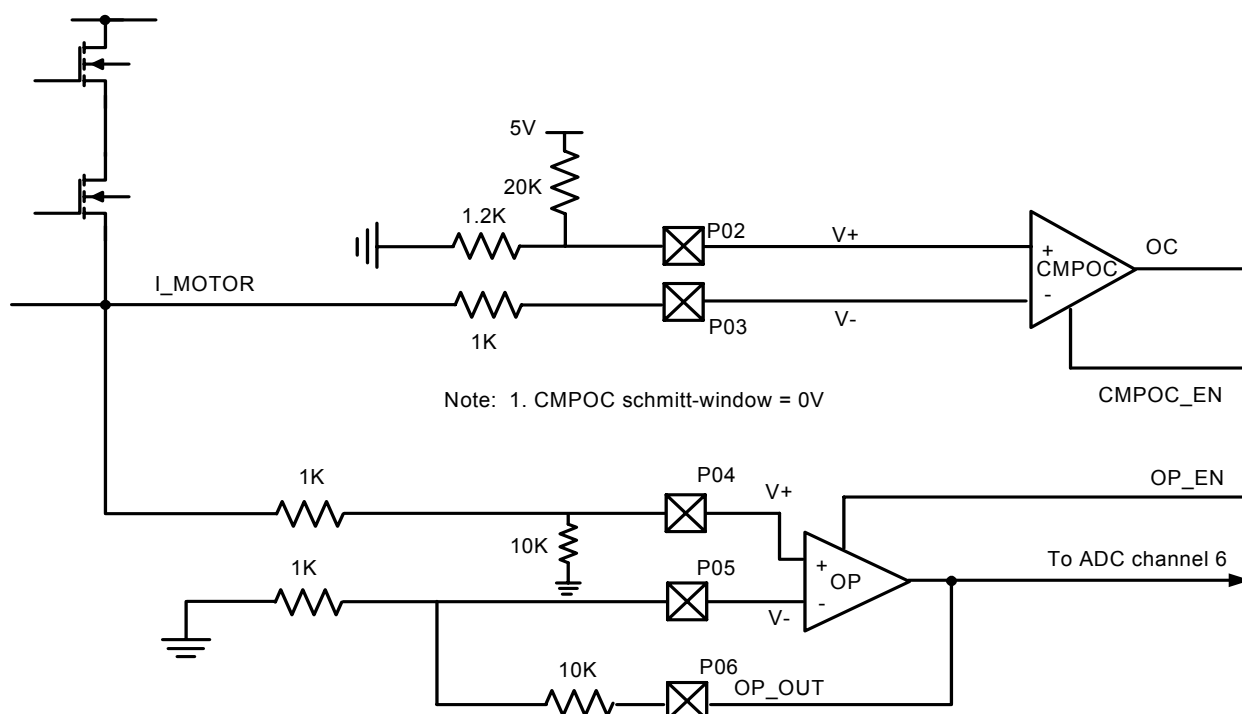 5V
20K
1.2K
P02
V+
OC
+
CMPOC
-
I_MOTOR
1K
P03
V-
Note: 1. CMPOC schmitt-window = 0V
CMPOC_EN
1K
P04
V+
OP_EN
10K
1K
P05
+
OP
-
To ADC channel 6
V-
10K
P06
OP_OUT